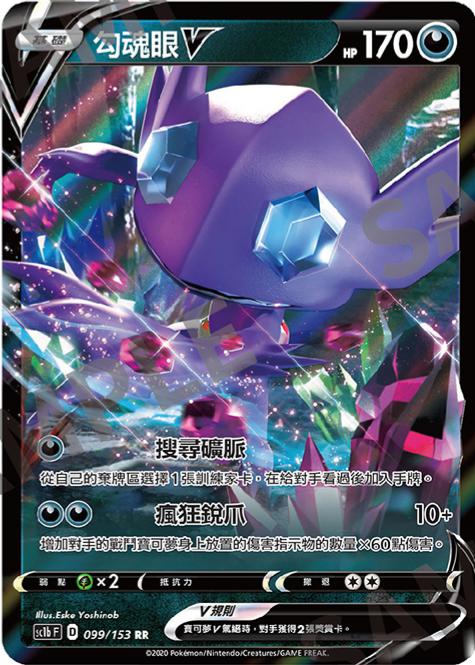 基礎 勾魂眼V HP 170
搜尋礦脈
從自己的棄牌區選擇1張訓練家卡,在給對手看過後加入手牌。
瘋狂銳爪 10+
增加對手的戰鬥寶可夢身上放置的傷害指示物的數量×60點傷害。
弱點 ×2 抵抗力 撤退
Illus. Eske Yoshinob
V規則
sc1b F D 099/153 RR
寶可夢V氣絕時,對手獲得2張獎賞卡。
©2020 Pokémon/Nintendo/Creatures/GAME FREAK.